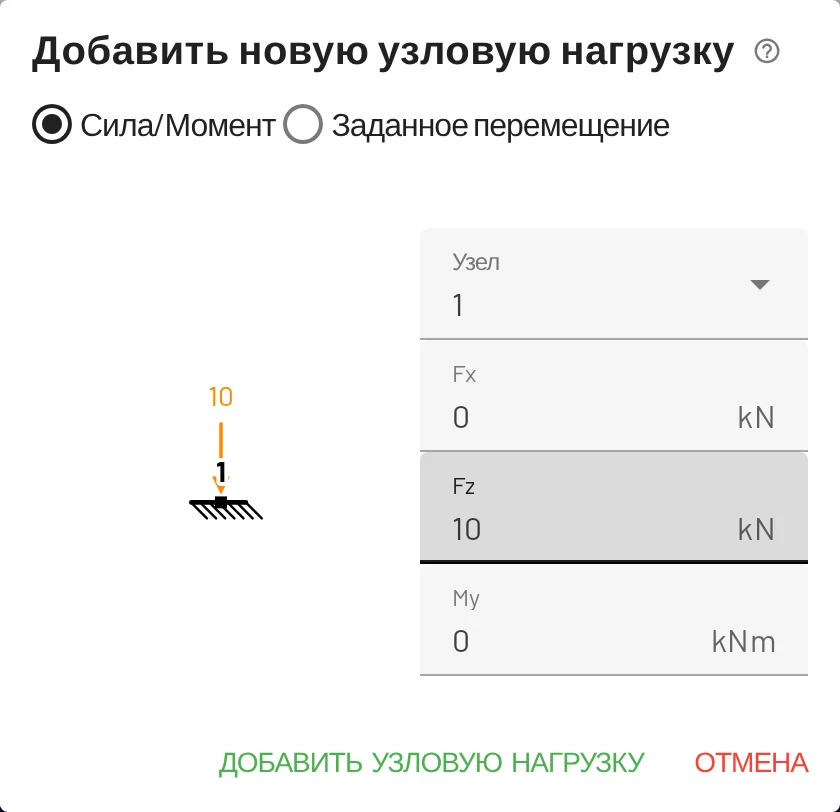 Добавить новую узловую нагрузку ?
Сила/Момент Заданное перемещение
Узел
1
Fx
0 kN
10
1
Fz
10 kN
My
0 kNm
ДОБАВИТЬ УЗЛОВУЮ НАГРУЗКУ ОТМЕНА